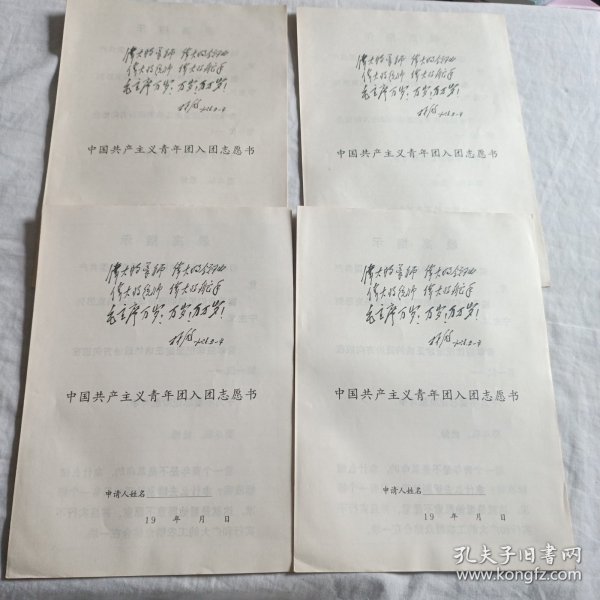 伟大的导师 伟大的领袖
伟大的统帅 伟大的舵手
毛主席万岁!万岁!万万岁!
林彪
中国共产主义青年团入团志愿书
伟大的导师 伟大的领袖
伟大的统帅 伟大的舵手
毛主席万岁!万岁!万万岁!
林彪
中国共产主义青年团入团志愿书
伟大的导师 伟大的领袖
伟大的统帅 伟大的舵手
毛主席万岁!万岁!万万岁!
林彪
中国共产主义青年团入团志愿书
申请人姓名
19 年 月 日
伟大的导师 伟大的领袖
伟大的统帅 伟大的舵手
毛主席万岁!万岁!万万岁!
林彪
中国共产主义青年团入团志愿书
申请人姓名
19 年 月 日
孔夫子旧书网
www.kongfz.com